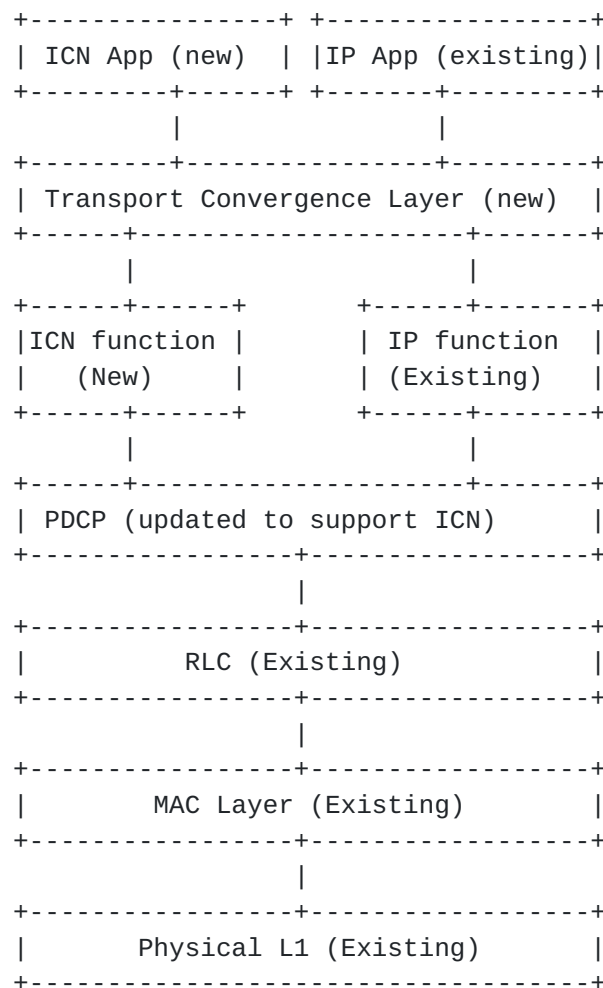 ICN App (new) IP App (existing)
Transport Convergence Layer (new)
ICN function IP function
(New) (Existing)
PDCP (updated to support ICN)
RLC (Existing)
MAC Layer (Existing)
Physical L1 (Existing)